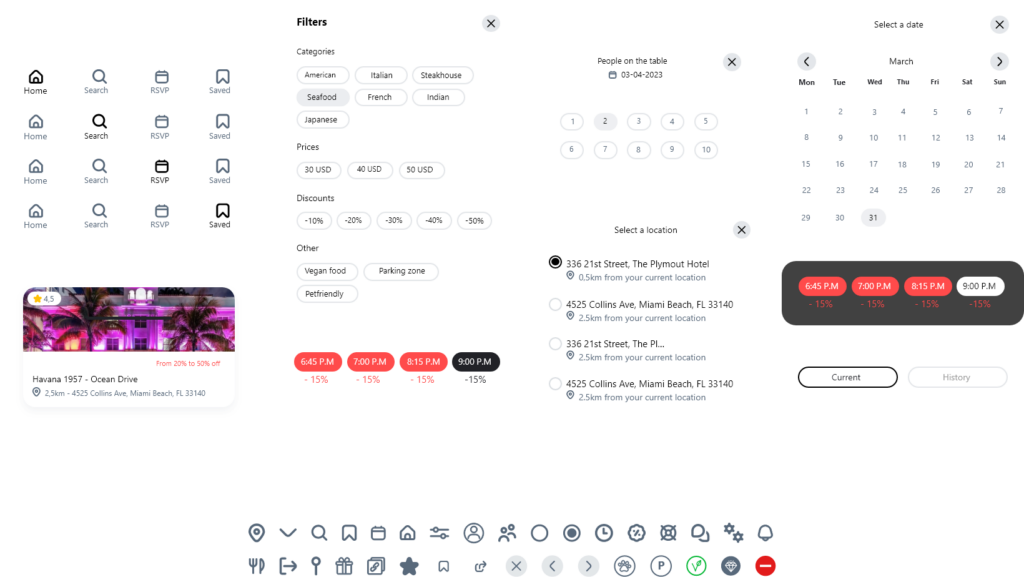 Home
Search
RSVP
Saved
Home
Search
RSVP
Saved
Home
Search
RSVP
Saved
Home
Search
RSVP
Saved
4,5
From 20% to 50% off
Havana 1957 - Ocean Drive
2,5km - 4525 Collins Ave, Miami Beach, FL 33140
Filters
Categories
American Italian Steakhouse
Seafood French Indian
Japanese
Prices
30 USD 40 USD 50 USD
Discounts
-10% -20% -30% -40% -50%
Other
Vegan food Parking zone
Petfriendly
6:45 P.M 7:00 P.M 8:15 P.M 9:00 P.M
- 15% - 15% - 15% -15%
People on the table
03-04-2023
1 2 3 4 5
6 7 8 9 10
Select a location
336 21st Street, The Plymout Hotel
0.5km from your current location
4525 Collins Ave, Miami Beach, FL 33140
2.5km from your current location
336 21st Street, The Pl...
2.5km from your current location
4525 Collins Ave, Miami Beach, FL 33140
2.5km from your current location
Select a date
March
Mon Tue Wed Thu Fri Sat Sun
1 2 3 4 5 6 7
8 9 10 11 12 13 14
15 16 17 18 19 20 21
22 23 24 25 26 27 28
29 30 31
6:45 P.M 7:00 P.M 8:15 P.M 9:00 P.M
- 15% - 15% - 15% - 15%
Current History
P